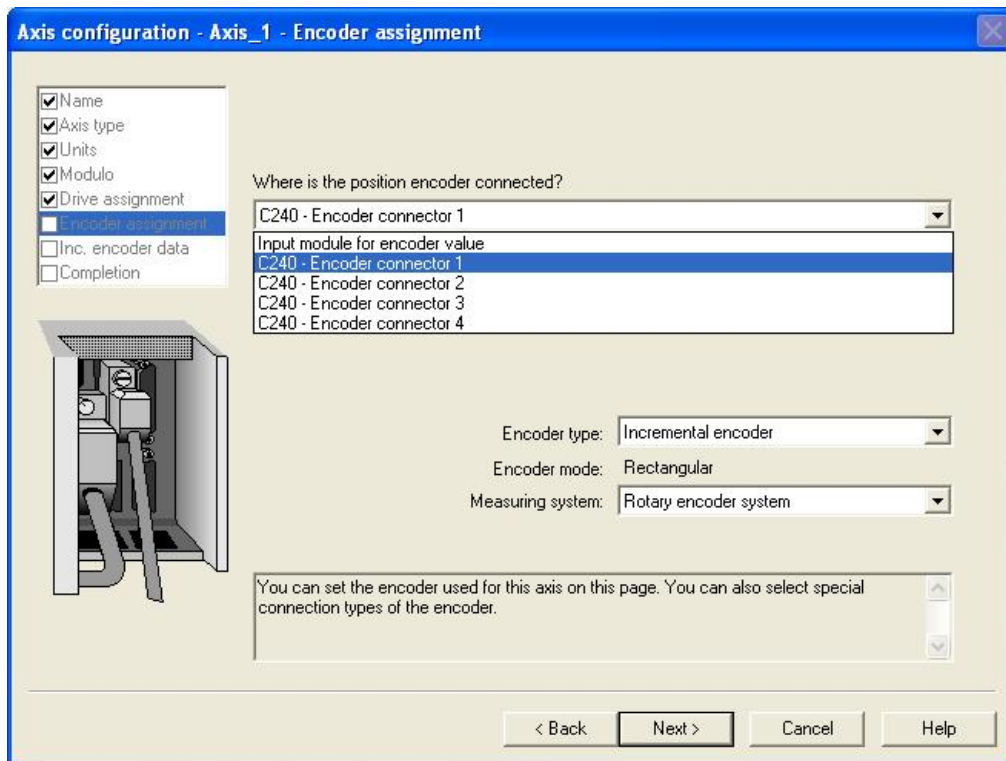 Axis configuration - Axis_1 - Encoder assignment
Name
Axis type
Units
Modulo
Drive assignment
Encoder assignment
Inc. encoder data
Completion
Where is the position encoder connected?
C240 - Encoder connector 1
Input module for encoder value
C240 - Encoder connector 1
C240 - Encoder connector 2
C240 - Encoder connector 3
C240 - Encoder connector 4
Encoder type: Incremental encoder
Encoder mode: Rectangular
Measuring system: Rotary encoder system
You can set the encoder used for this axis on this page. You can also select special
connection types of the encoder.
< Back Next > Cancel Help